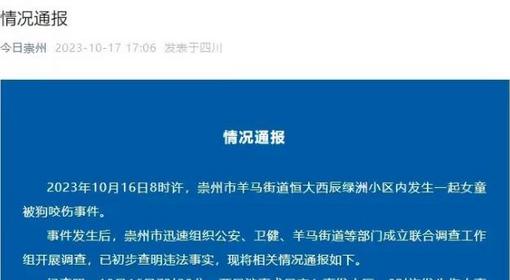 情况通报
今日崇州 2023-10-17 17:06 发表于四川
情况通报
2023年10月16日8时许，崇州市羊马街道恒大西辰绿洲小区内发生一起女童
被狗咬伤事件。
事件发生后，崇州市迅速组织公安、卫健、羊马街道等部门成立联合调查工
作组开展调查，已初步查明违法事实，现将相关情况通报如下。